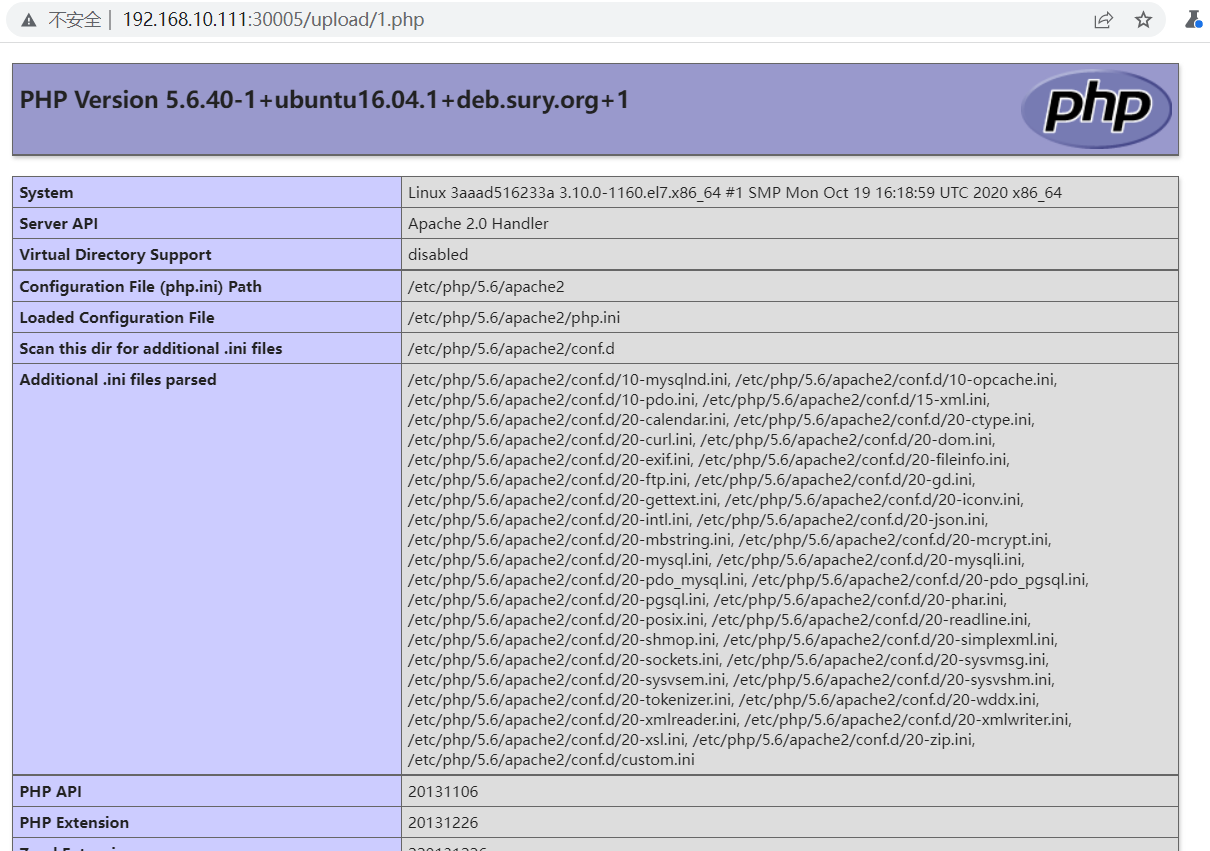 不安全 | 192.168.10.111:30005/upload/1.php
PHP Version 5.6.40-1+ubuntu16.04.1+deb.sury.org+1
php
System Linux 3aaad516233a 3.10.0-1160.el7.x86_64 #1 SMP Mon Oct 19 16:18:59 UTC 2020 x86_64
Server API Apache 2.0 Handler
Virtual Directory Support disabled
Configuration File (php.ini) Path /etc/php/5.6/apache2
Loaded Configuration File /etc/php/5.6/apache2/php.ini
Scan this dir for additional .ini files /etc/php/5.6/apache2/conf.d
Additional .ini files parsed /etc/php/5.6/apache2/conf.d/10-mysqlnd.ini, /etc/php/5.6/apache2/conf.d/10-opcache.ini,
/etc/php/5.6/apache2/conf.d/10-pdo.ini, /etc/php/5.6/apache2/conf.d/15-xml.ini,
/etc/php/5.6/apache2/conf.d/20-calendar.ini, /etc/php/5.6/apache2/conf.d/20-ctype.ini,
/etc/php/5.6/apache2/conf.d/20-curl.ini, /etc/php/5.6/apache2/conf.d/20-dom.ini,
/etc/php/5.6/apache2/conf.d/20-exif.ini, /etc/php/5.6/apache2/conf.d/20-fileinfo.ini,
/etc/php/5.6/apache2/conf.d/20-ftp.ini, /etc/php/5.6/apache2/conf.d/20-gd.ini,
/etc/php/5.6/apache2/conf.d/20-gettext.ini, /etc/php/5.6/apache2/conf.d/20-iconv.ini,
/etc/php/5.6/apache2/conf.d/20-intl.ini, /etc/php/5.6/apache2/conf.d/20-json.ini,
/etc/php/5.6/apache2/conf.d/20-mbstring.ini, /etc/php/5.6/apache2/conf.d/20-mcrypt.ini,
/etc/php/5.6/apache2/conf.d/20-mysql.ini, /etc/php/5.6/apache2/conf.d/20-mysqli.ini,
/etc/php/5.6/apache2/conf.d/20-pdo_mysql.ini, /etc/php/5.6/apache2/conf.d/20-pdo_pgsql.ini,
/etc/php/5.6/apache2/conf.d/20-pgsql.ini, /etc/php/5.6/apache2/conf.d/20-phar.ini,
/etc/php/5.6/apache2/conf.d/20-posix.ini, /etc/php/5.6/apache2/conf.d/20-readline.ini,
/etc/php/5.6/apache2/conf.d/20-shmop.ini, /etc/php/5.6/apache2/conf.d/20-simplexml.ini,
/etc/php/5.6/apache2/conf.d/20-sockets.ini, /etc/php/5.6/apache2/conf.d/20-sysvmsg.ini,
/etc/php/5.6/apache2/conf.d/20-sysvsem.ini, /etc/php/5.6/apache2/conf.d/20-sysvshm.ini,
/etc/php/5.6/apache2/conf.d/20-tokenizer.ini, /etc/php/5.6/apache2/conf.d/20-wddx.ini,
/etc/php/5.6/apache2/conf.d/20-xmlreader.ini, /etc/php/5.6/apache2/conf.d/20-xmlwriter.ini,
/etc/php/5.6/apache2/conf.d/20-xsl.ini, /etc/php/5.6/apache2/conf.d/20-zip.ini,
/etc/php/5.6/apache2/conf.d/custom.ini
PHP API 20131106
PHP Extension 20131226